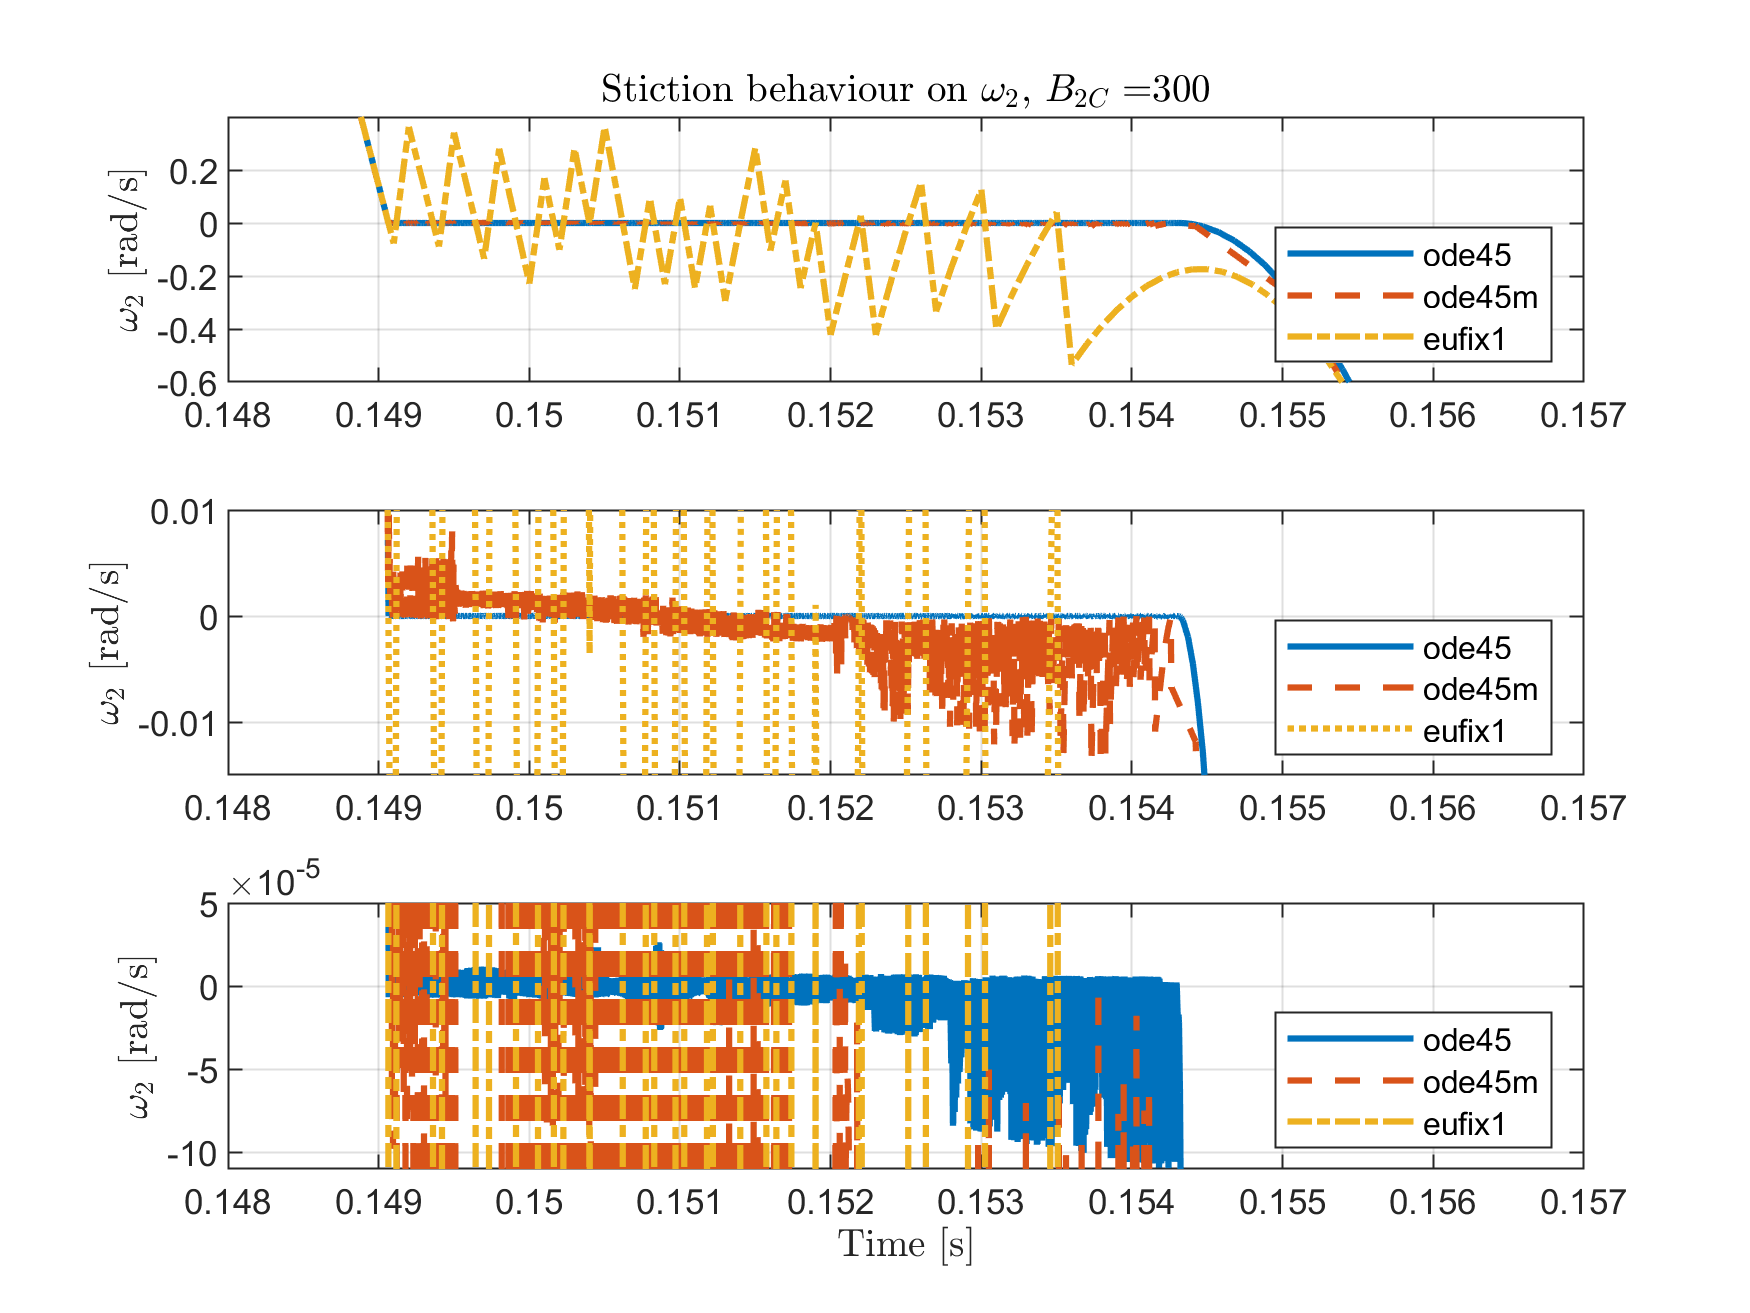 Stiction behaviour on ω₂, B₂C =300
ω₂ [rad/s]
0.2
0
-0.2
-0.4
-0.6
0.148 0.149 0.15 0.151 0.152 0.153 0.154 0.155 0.156 0.157
ode45
ode45m
eufix1
ω₂ [rad/s]
0.01
0
-0.01
0.148 0.149 0.15 0.151 0.152 0.153 0.154 0.155 0.156 0.157
ode45
ode45m
eufix1
×10⁻⁵
ω₂ [rad/s]
5
0
-5
-10
0.148 0.149 0.15 0.151 0.152 0.153 0.154 0.155 0.156 0.157
ode45
ode45m
eufix1
Time [s]